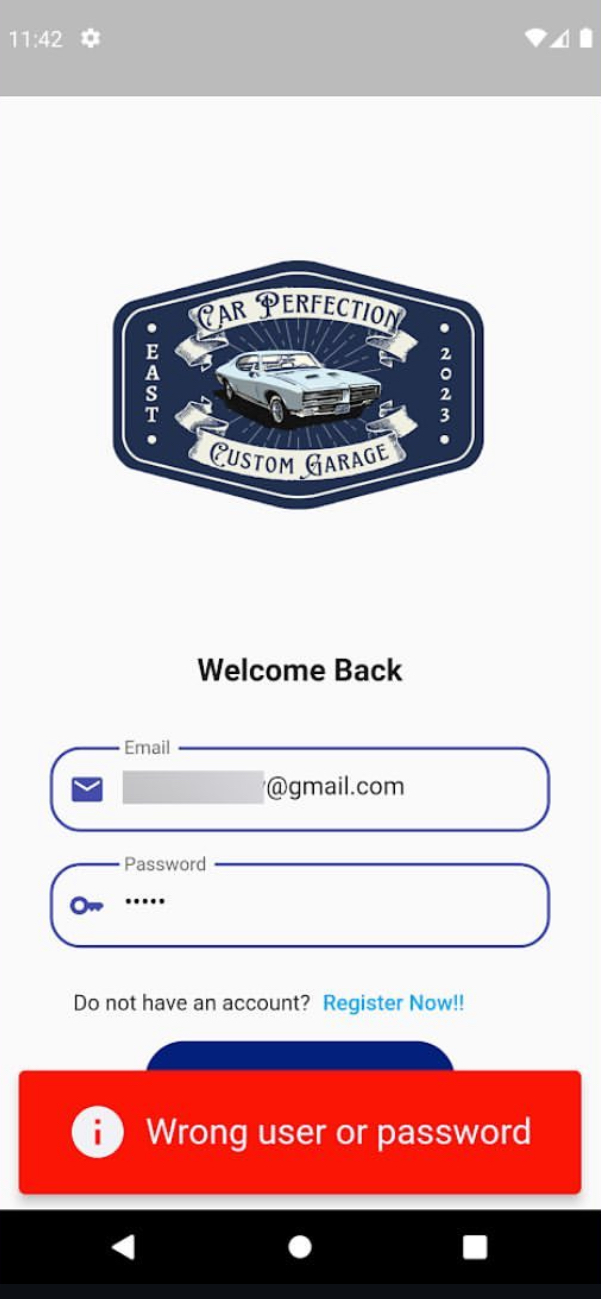 11:42
CAR PERFECTION
EAST
2023
CUSTOM GARAGE
Welcome Back
Email
@gmail.com
Password
•••••
Do not have an account? Register Now!!
Wrong user or password